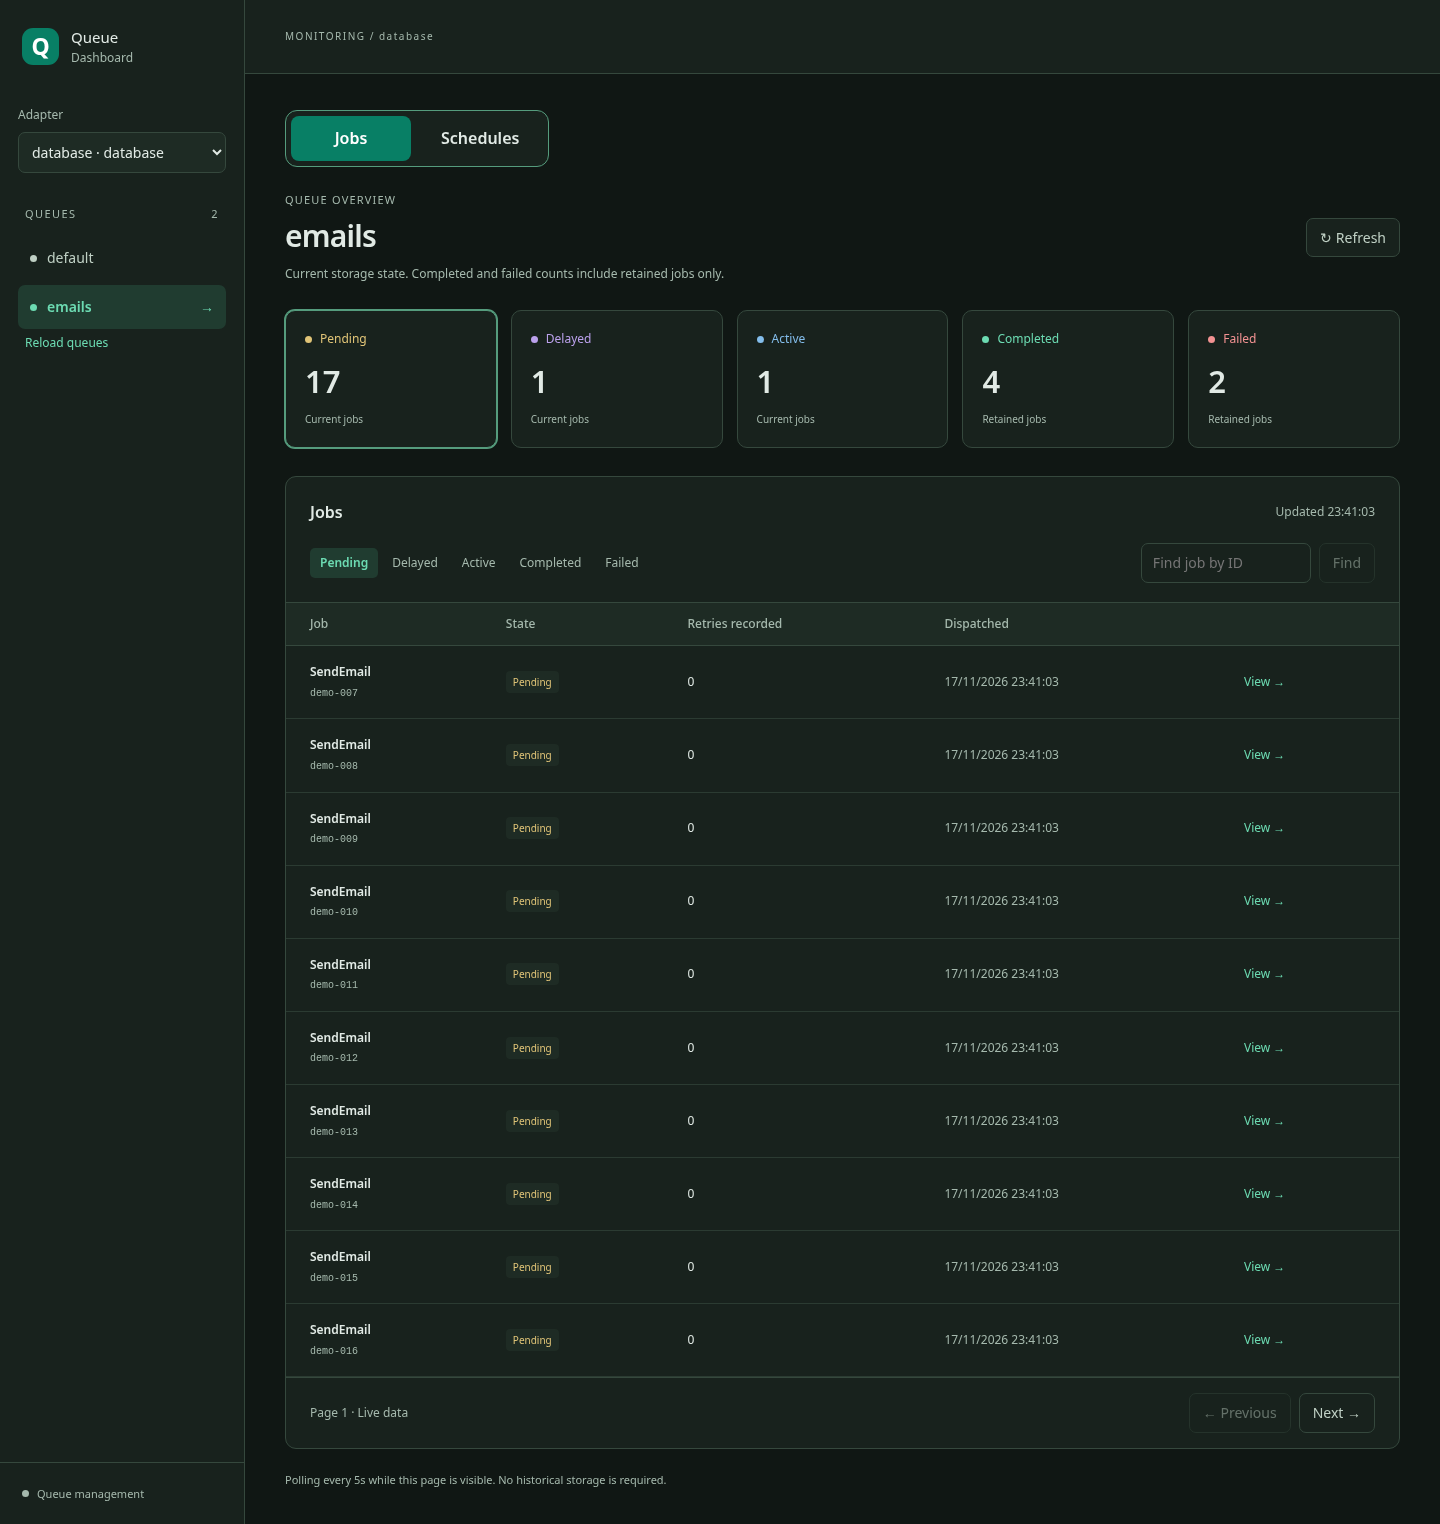 Q
Queue
Dashboard
Adapter
database · database
QUEUES 2
default
emails →
Reload queues
Queue management
MONITORING / database
Jobs Schedules
QUEUE OVERVIEW
emails
↻ Refresh
Current storage state. Completed and failed counts include retained jobs only.
Pending
17
Current jobs
Delayed
1
Current jobs
Active
1
Current jobs
Completed
4
Retained jobs
Failed
2
Retained jobs
Jobs Updated 23:41:03
Pending Delayed Active Completed Failed Find job by ID Find
Job State Retries recorded Dispatched
SendEmail
demo-007
Pending 0 17/11/2026 23:41:03 View →
SendEmail
demo-008
Pending 0 17/11/2026 23:41:03 View →
SendEmail
demo-009
Pending 0 17/11/2026 23:41:03 View →
SendEmail
demo-010
Pending 0 17/11/2026 23:41:03 View →
SendEmail
demo-011
Pending 0 17/11/2026 23:41:03 View →
SendEmail
demo-012
Pending 0 17/11/2026 23:41:03 View →
SendEmail
demo-013
Pending 0 17/11/2026 23:41:03 View →
SendEmail
demo-014
Pending 0 17/11/2026 23:41:03 View →
SendEmail
demo-015
Pending 0 17/11/2026 23:41:03 View →
SendEmail
demo-016
Pending 0 17/11/2026 23:41:03 View →
Page 1 · Live data ← Previous Next →
Polling every 5s while this page is visible. No historical storage is required.